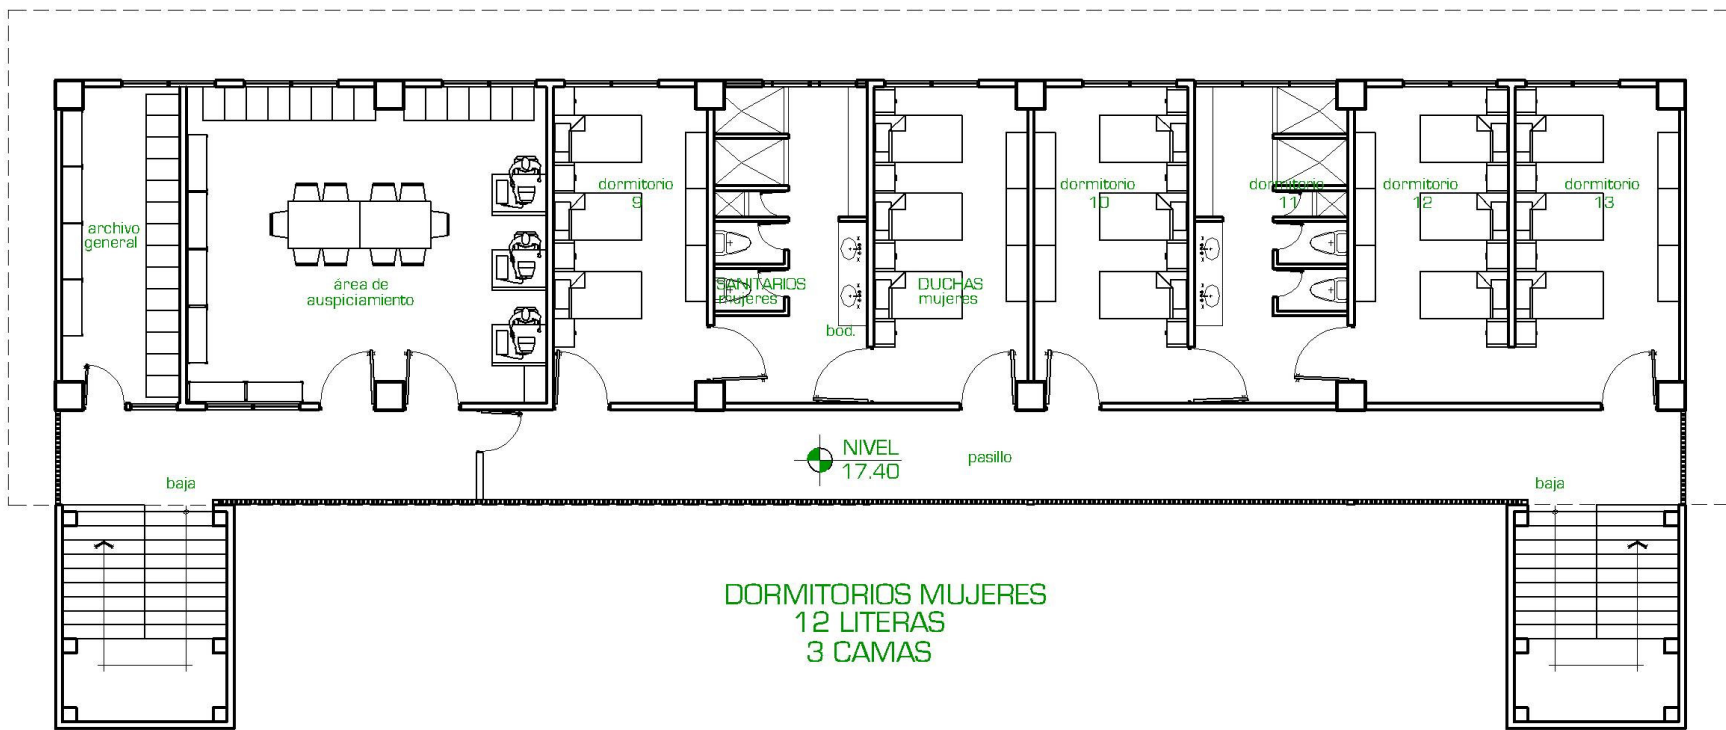 archivo
general
área de
auspiciamiento
dormitorio
9
SANITARIOS
mujeres
bod.
DUCHAS
mujeres
dormitorio
10
dormitorio
11
dormitorio
12
dormitorio
13
NIVEL
17.40
pasillo
baja
baja
DORMITORIOS MUJERES
12 LITERAS
3 CAMAS